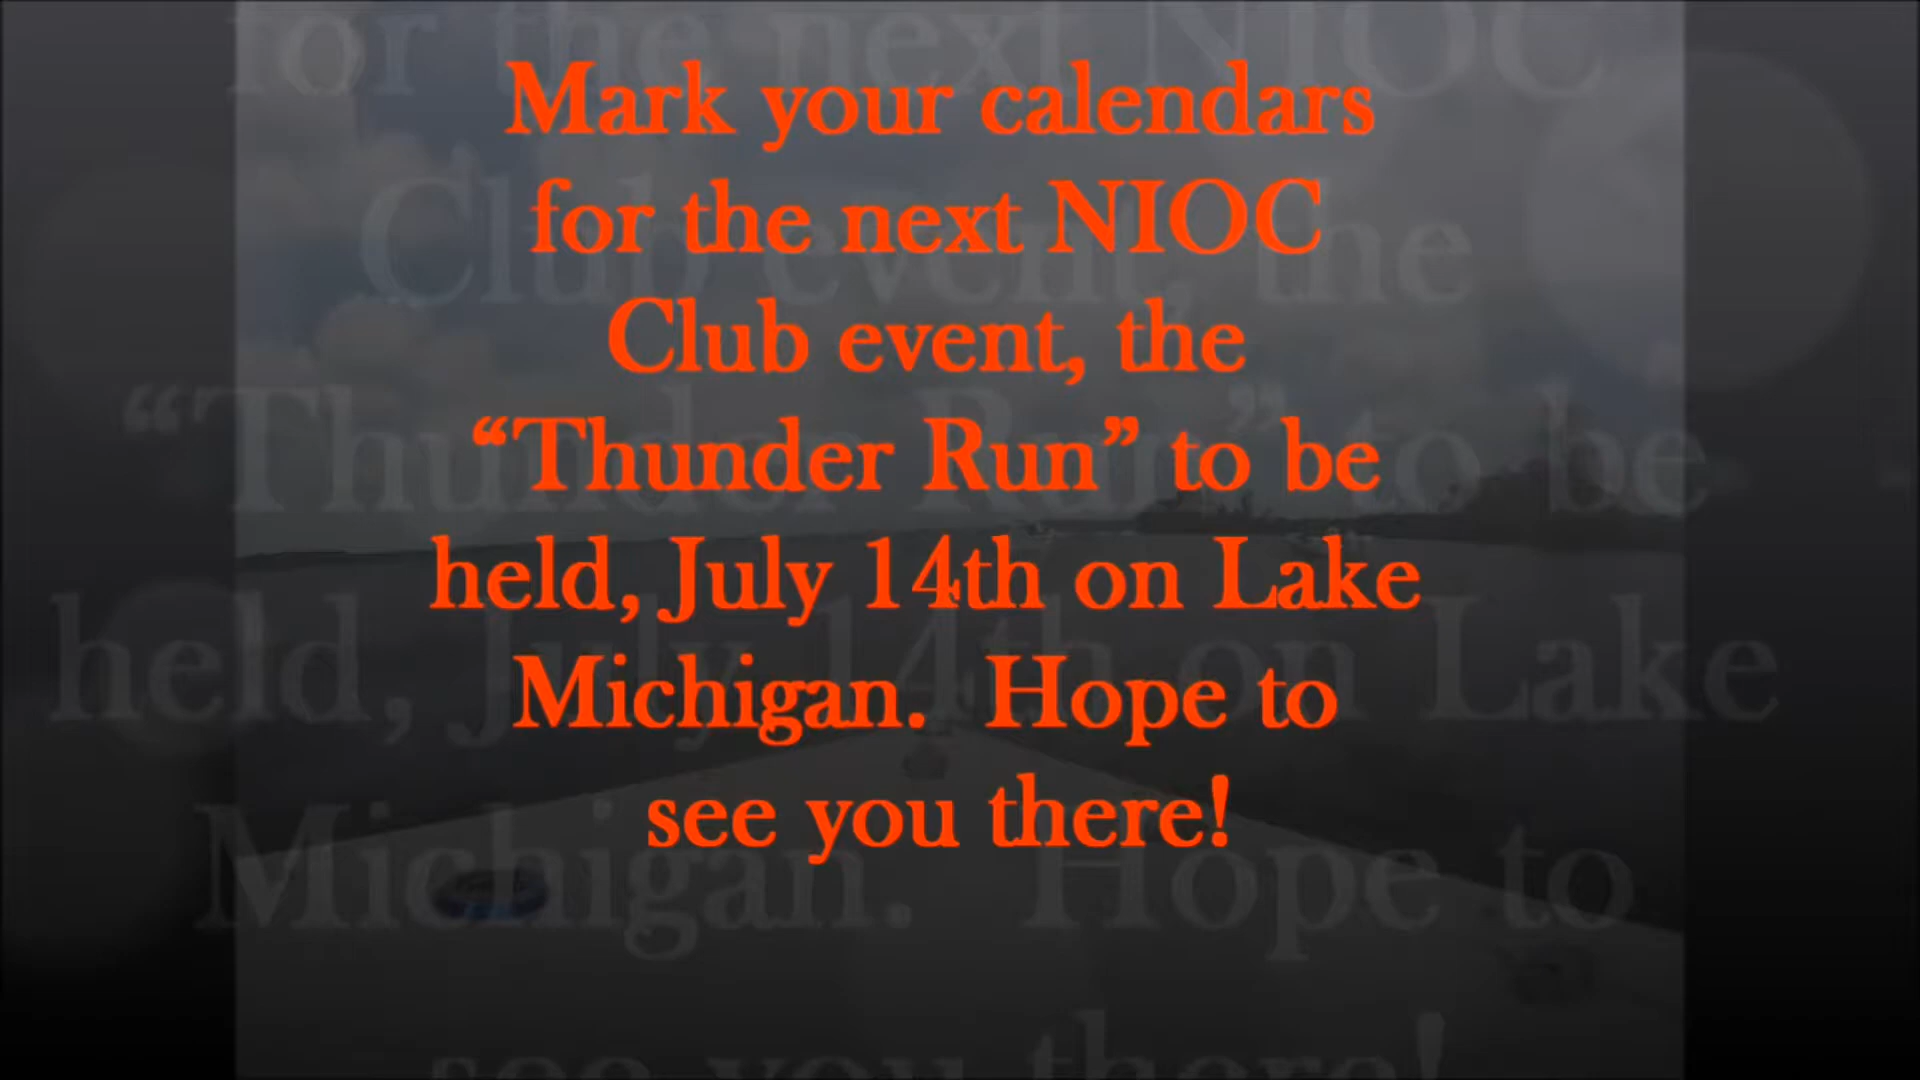 Mark your calendars
for the next NIOC
Club event, the
“Thunder Run” to be
held, July 14th on Lake
Michigan.  Hope to
see you there!